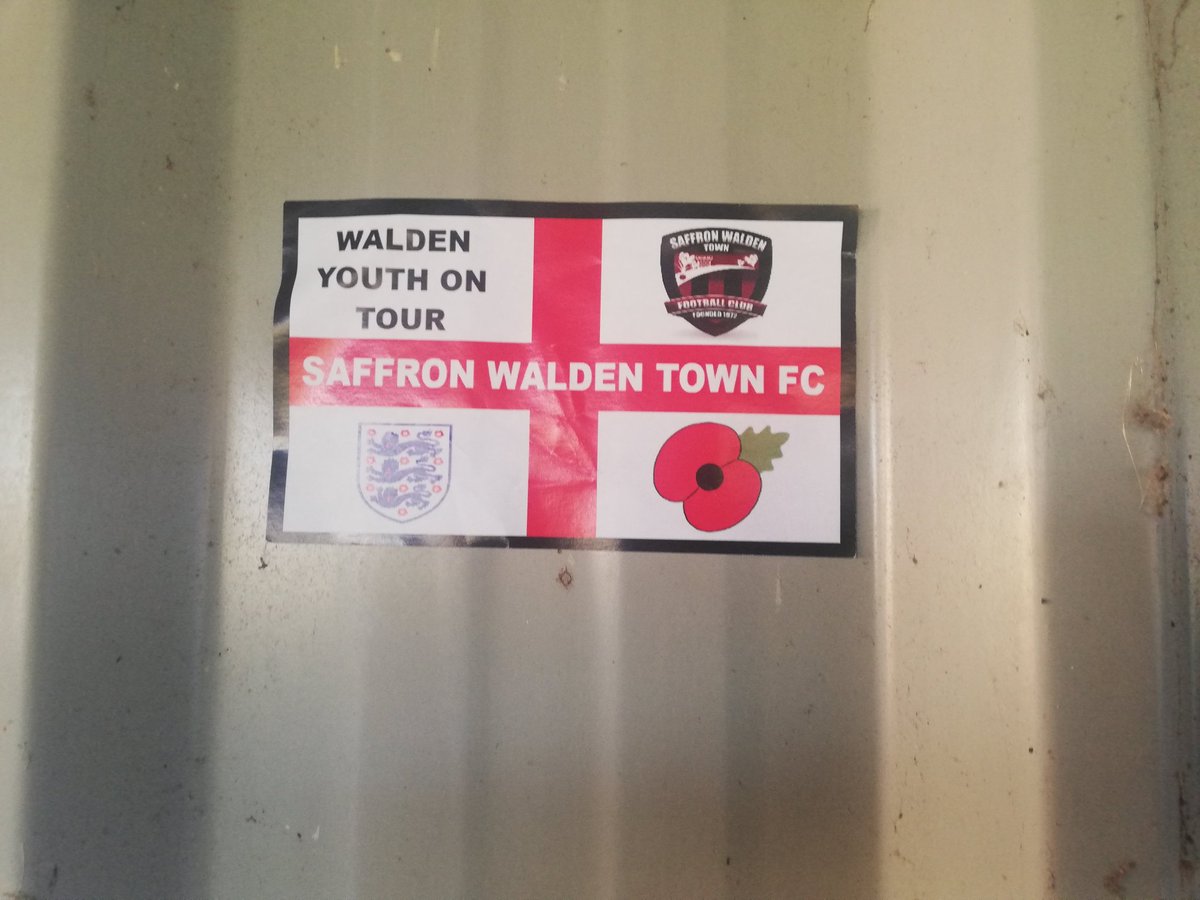 WALDEN
YOUTH ON
TOUR
SAFFRON WALDEN
TOWN
FOOTBALL CLUB
FOUNDED 1872
SAFFRON WALDEN TOWN FC